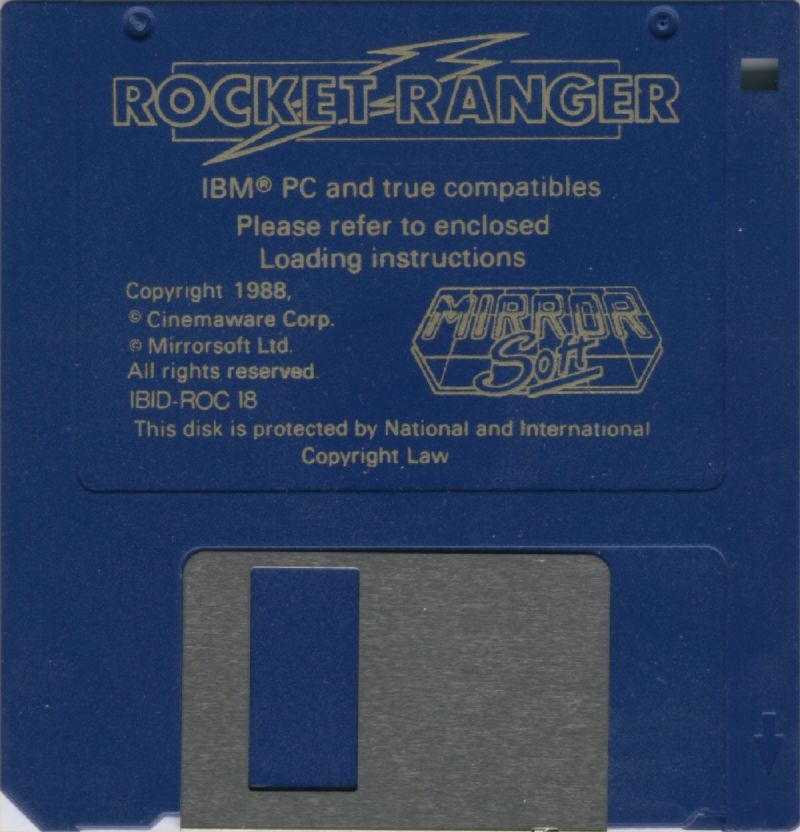 ROCKET RANGER
IBM® PC and true compatibles
Please refer to enclosed
Loading instructions
Copyright 1988,
© Cinemaware Corp.
© Mirrorsoft Ltd.
All rights reserved.
IBID-ROC 18
MIRROR
Soft
This disk is protected by National and International
Copyright Law